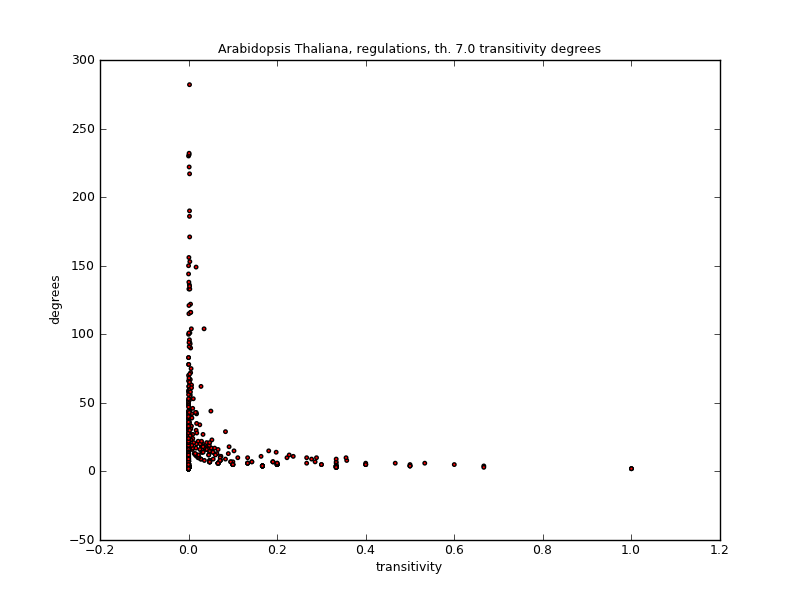 Arabidopsis Thaliana, regulations, th. 7.0 transitivity degrees
300
250
200
150
100
50
0
−50
degrees
−0.2 0.0 0.2 0.4 0.6 0.8 1.0 1.2
transitivity